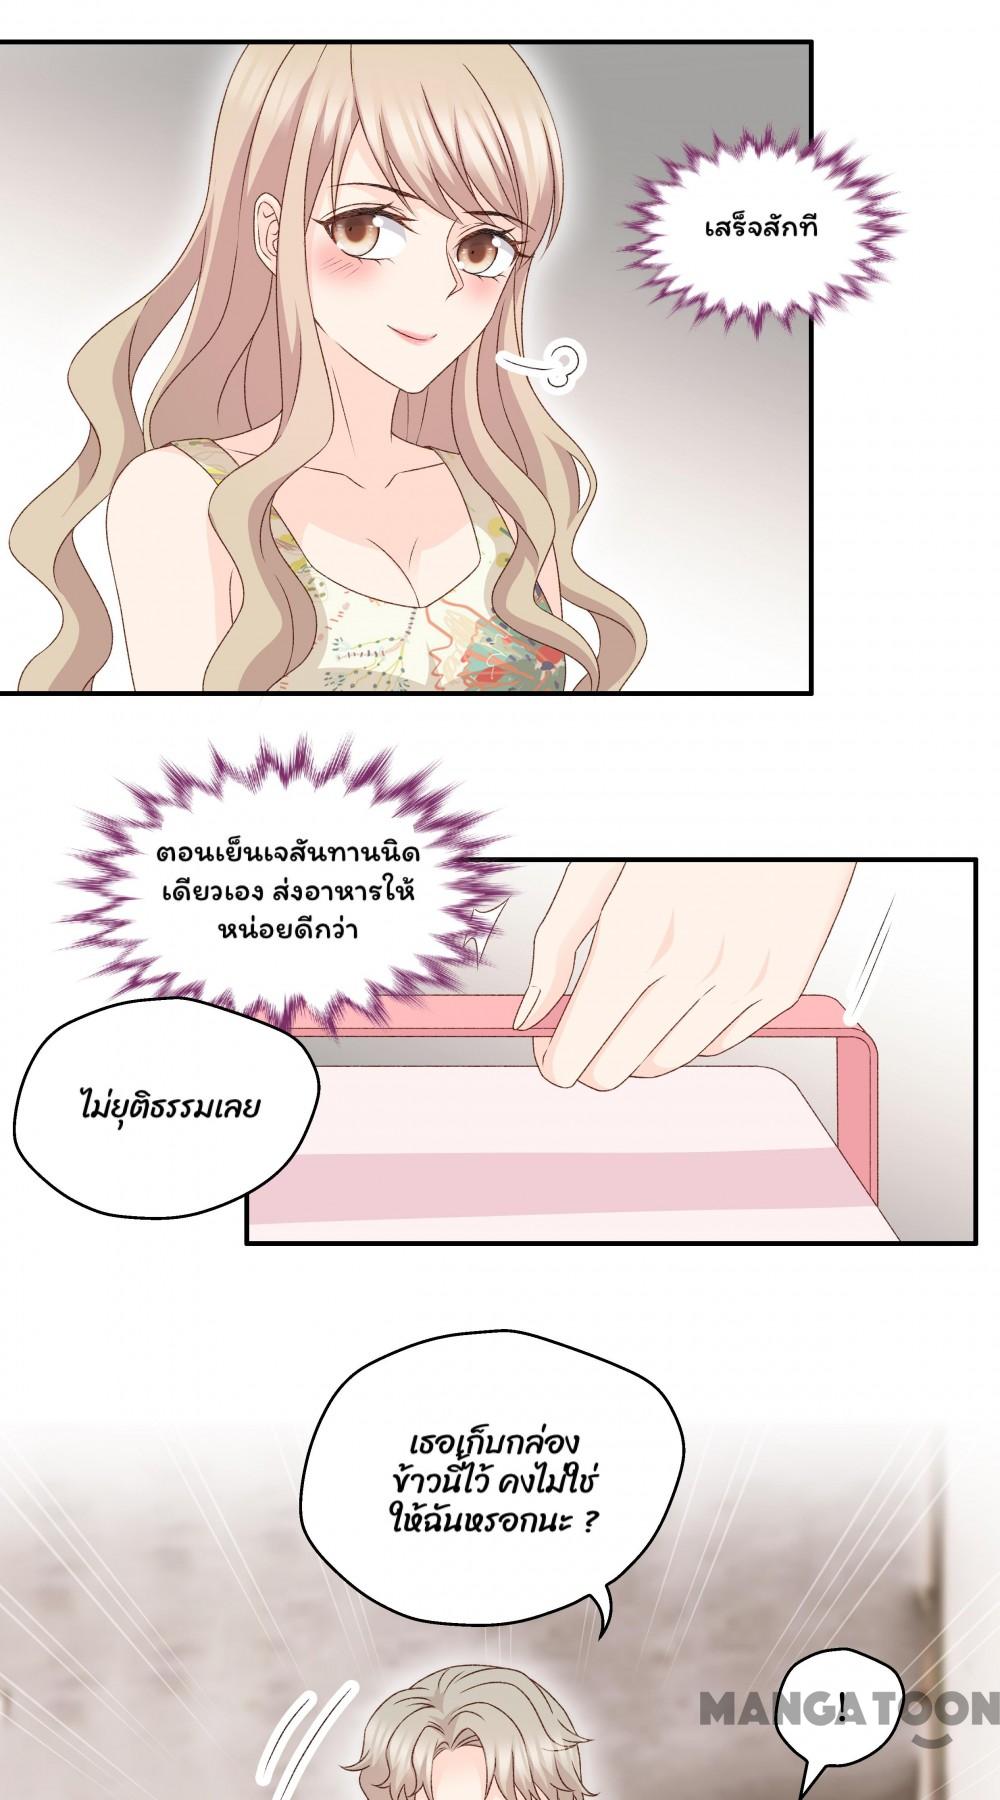 เสร็จสักที
ตอนเย็นเจสันทานนิด
เดียวเอง ส่งอาหารให้
หน่อยดีกว่า
ไม่ยุติธรรมเลย
เธอเก็บกล่อง
ข้าวนี้ไว้ คงไม่ใช่
ให้ฉันหรอกนะ ?
!
MANGATOON